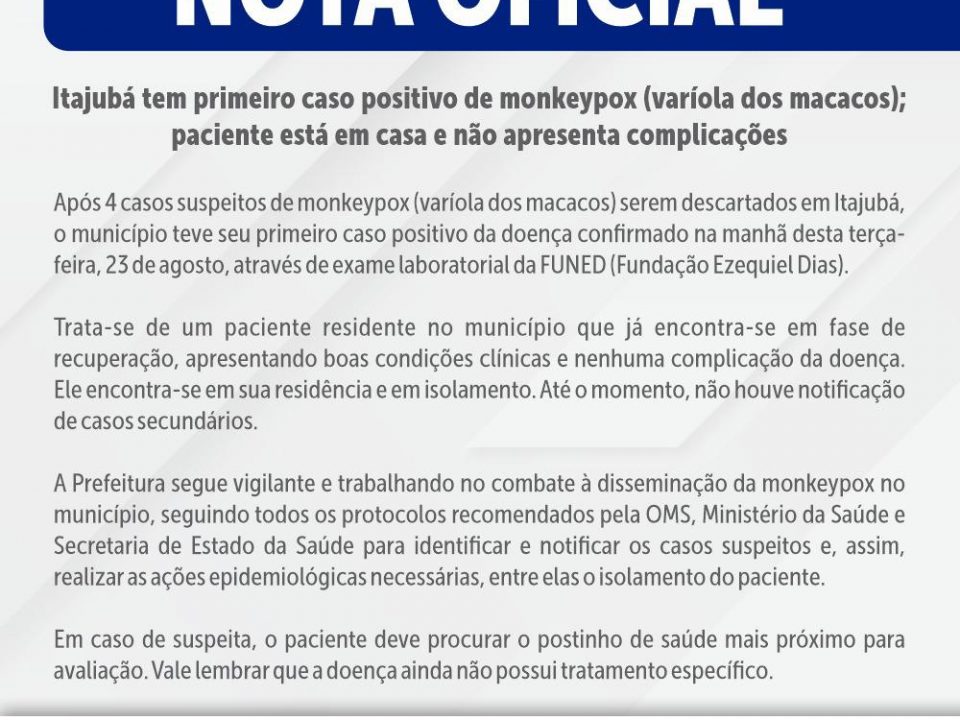 NOTA OFICIAL
Itajubá tem primeiro caso positivo de monkeypox (varíola dos macacos);
paciente está em casa e não apresenta complicações
Após 4 casos suspeitos de monkeypox (varíola dos macacos) serem descartados em Itajubá,
o município teve seu primeiro caso positivo da doença confirmado na manhã desta terça-
feira, 23 de agosto, através de exame laboratorial da FUNED (Fundação Ezequiel Dias).
Trata-se de um paciente residente no município que já encontra-se em fase de
recuperação, apresentando boas condições clínicas e nenhuma complicação da doença.
Ele encontra-se em sua residência e em isolamento. Até o momento, não houve notificação
de casos secundários.
A Prefeitura segue vigilante e trabalhando no combate à disseminação da monkeypox no
município, seguindo todos os protocolos recomendados pela OMS, Ministério da Saúde e
Secretaria de Estado da Saúde para identificar e notificar os casos suspeitos e, assim,
realizar as ações epidemiológicas necessárias, entre elas o isolamento do paciente.
Em caso de suspeita, o paciente deve procurar o postinho de saúde mais próximo para
avaliação. Vale lembrar que a doença ainda não possui tratamento específico.